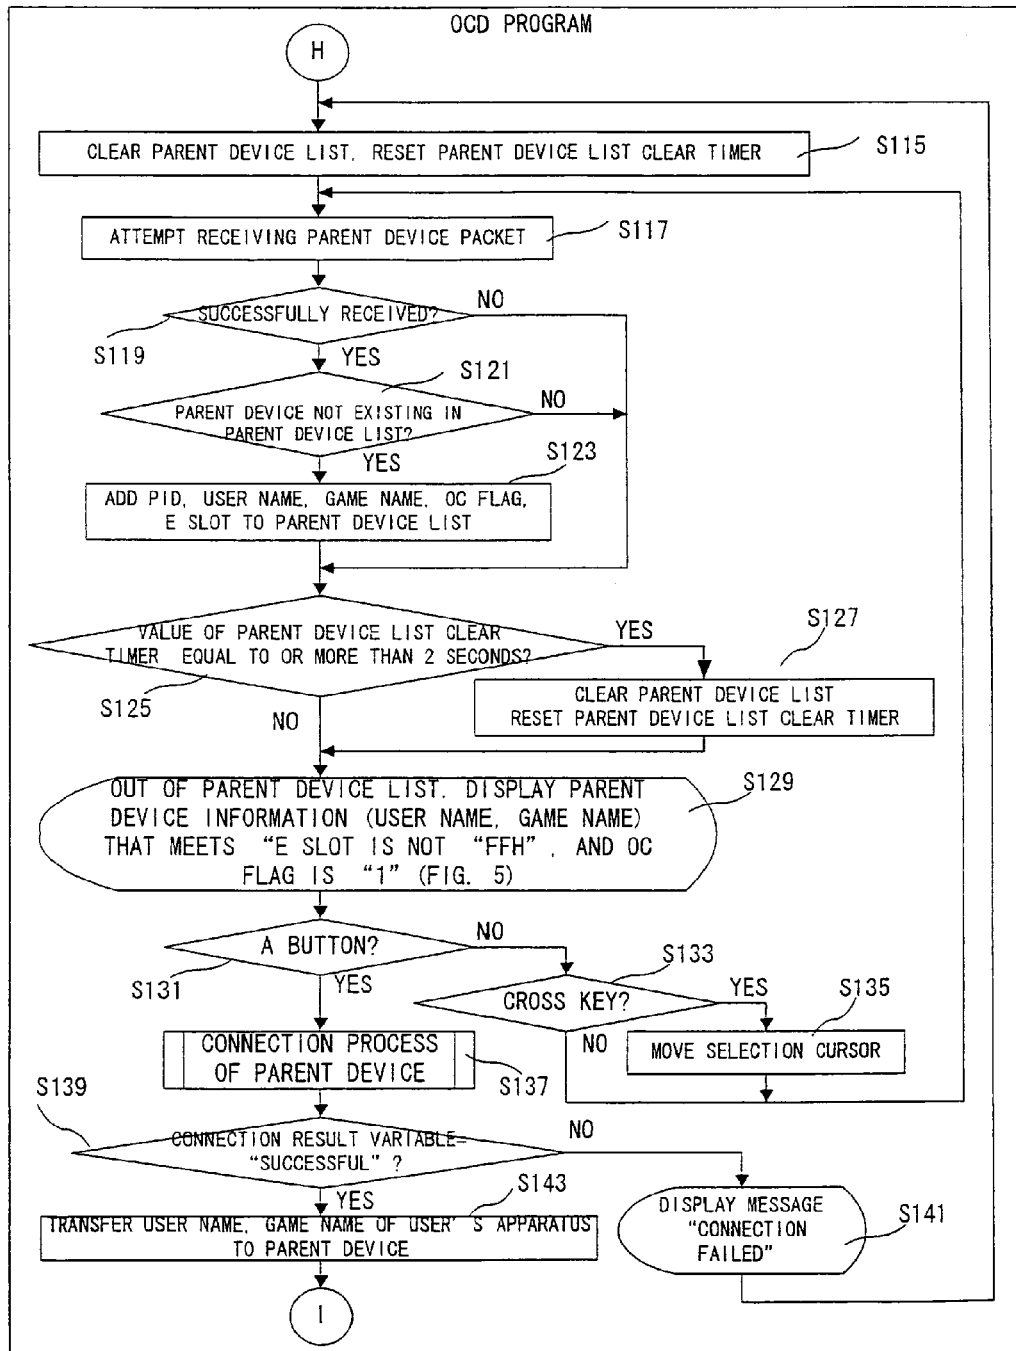 OCD PROGRAM
H
CLEAR PARENT DEVICE LIST, RESET PARENT DEVICE LIST CLEAR TIMER
S115
ATTEMPT RECEIVING PARENT DEVICE PACKET
S117
SUCCESSFULLY RECEIVED?
NO
S119
YES
S121
PARENT DEVICE NOT EXISTING IN
PARENT DEVICE LIST?
NO
YES
S123
ADD PID, USER NAME, GAME NAME, OC FLAG,
E SLOT TO PARENT DEVICE LIST
VALUE OF PARENT DEVICE LIST CLEAR
TIMER EQUAL TO OR MORE THAN 2 SECONDS?
YES
S127
S125
NO
CLEAR PARENT DEVICE LIST
RESET PARENT DEVICE LIST CLEAR TIMER
OUT OF PARENT DEVICE LIST, DISPLAY PARENT
DEVICE INFORMATION (USER NAME, GAME NAME)
THAT MEETS “E SLOT IS NOT “FFH”, AND OC
FLAG IS “1” (FIG. 5)
S129
A BUTTON?
NO
S131
YES
S133
CROSS KEY?
YES
S135
NO
MOVE SELECTION CURSOR
CONNECTION PROCESS
OF PARENT DEVICE
S137
S139
CONNECTION RESULT VARIABLE=
“SUCCESSFUL” ?
NO
YES
S143
TRANSFER USER NAME, GAME NAME OF USER’ S APPARATUS
TO PARENT DEVICE
DISPLAY MESSAGE
“CONNECTION
FAILED”
S141
I